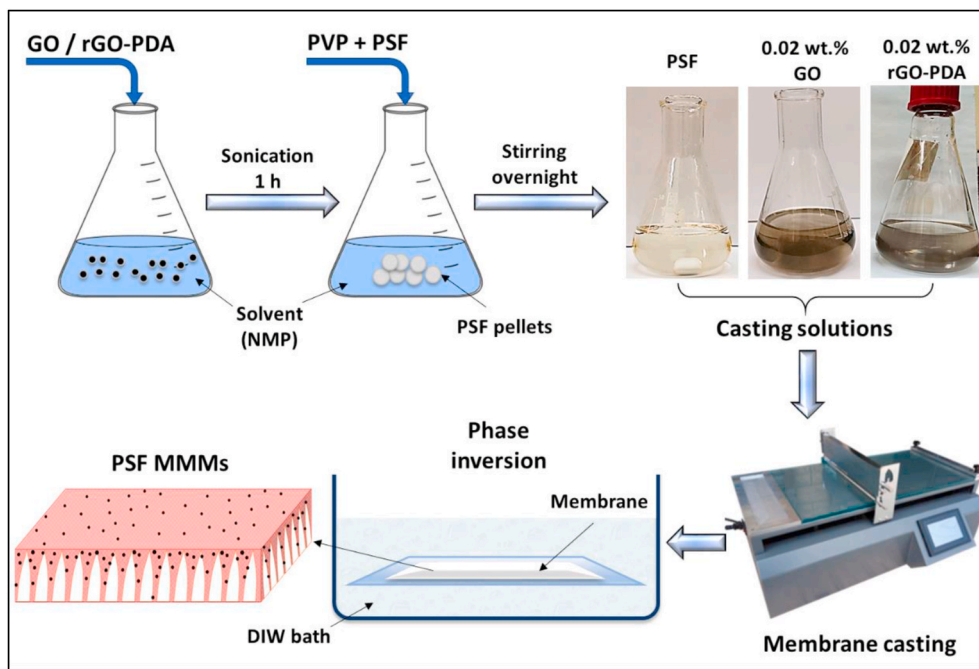 GO / rGO-PDA
PVP + PSF
PSF
0.02 wt.%
GO
0.02 wt.%
rGO-PDA
Sonication
1 h
Stirring
overnight
Solvent
(NMP)
PSF pellets
Casting solutions
Phase
inversion
PSF MMMs
Membrane
DIW bath
Membrane casting